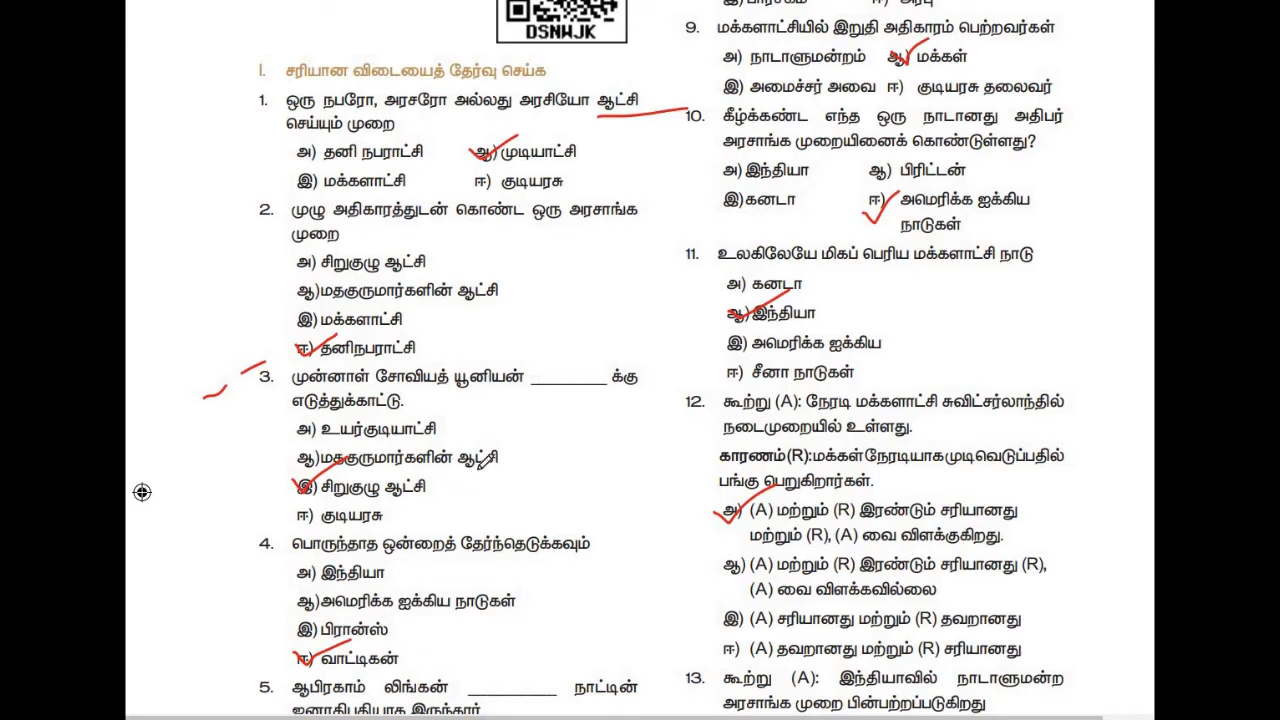 DSNWJK
I. சரியான விடையைத் தேர்வு செய்க
1. ஒரு நபரோ, அரசரோ அல்லது அரசியோ ஆட்சி
செய்யும் முறை
அ) தனி நபராட்சி ஆ) முடியாட்சி
இ) மக்களாட்சி ஈ) குடியரசு
2. முழு அதிகாரத்துடன் கொண்ட ஒரு அரசாங்க
முறை
அ) சிறுகுழு ஆட்சி
ஆ) மதகுருமார்களின் ஆட்சி
இ) மக்களாட்சி
ஈ) தனிநபராட்சி
3. முன்னாள் சோவியத் யூனியன் ________ க்கு
எடுத்துக்காட்டு.
அ) உயர்குடியாட்சி
ஆ) மதகுருமார்களின் ஆட்சி
இ) சிறுகுழு ஆட்சி
ஈ) குடியரசு
4. பொருந்தாத ஒன்றைத் தேர்ந்தெடுக்கவும்
அ) இந்தியா
ஆ) அமெரிக்க ஐக்கிய நாடுகள்
இ) பிரான்ஸ்
ஈ) வாட்டிகன்
5. ஆபிரகாம் லிங்கன் _________ நாட்டின்
9. மக்களாட்சியில் இறுதி அதிகாரம் பெற்றவர்கள்
அ) நாடாளுமன்றம் ஆ) மக்கள்
இ) அமைச்சர் அவை ஈ) குடியரசு தலைவர்
10. கீழ்க்கண்ட எந்த ஒரு நாடானது அதிபர்
அரசாங்க முறையினைக் கொண்டுள்ளது?
அ) இந்தியா ஆ) பிரிட்டன்
இ) கனடா ஈ) அமெரிக்க ஐக்கிய
நாடுகள்
11. உலகிலேயே மிகப் பெரிய மக்களாட்சி நாடு
அ) கனடா
ஆ) இந்தியா
இ) அமெரிக்க ஐக்கிய
ஈ) சீனா நாடுகள்
12. கூற்று (A): நேரடி மக்களாட்சி சுவிட்சர்லாந்தில்
நடைமுறையில் உள்ளது.
காரணம் (R): மக்கள் நேரடியாக முடிவெடுப்பதில்
பங்கு பெறுகிறார்கள்.
அ) (A) மற்றும் (R) இரண்டும் சரியானது
மற்றும் (R), (A) வை விளக்குகிறது.
ஆ) (A) மற்றும் (R) இரண்டும் சரியானது (R),
(A) வை விளக்கவில்லை
இ) (A) சரியானது மற்றும் (R) தவறானது
ஈ) (A) தவறானது மற்றும் (R) சரியானது
13. கூற்று (A): இந்தியாவில் நாடாளுமன்ற
அரசாங்க முறை பின்பற்றப்படுகிறது